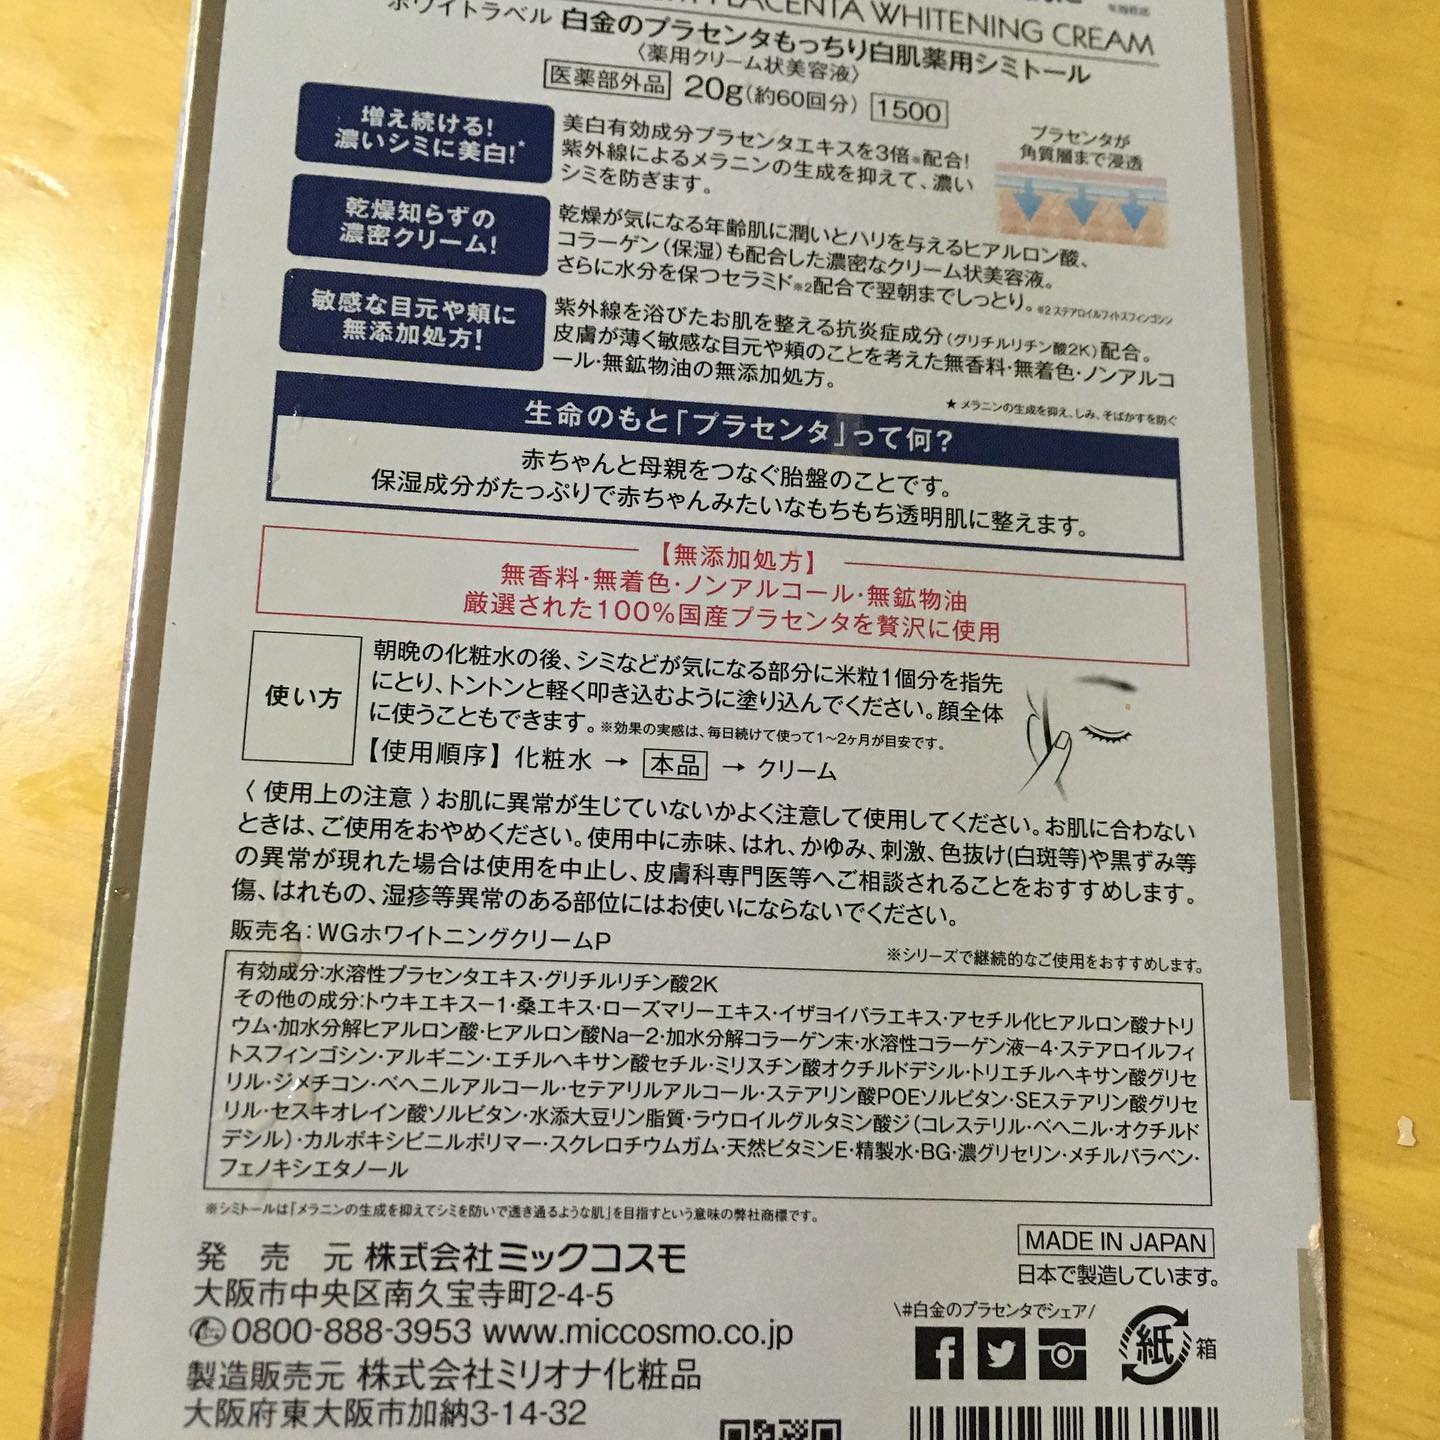 PLACENTA WHITENING CREAM
ホワイトラベル 白金のプラセンタもっちり白肌薬用シミトール
〈薬用クリーム状美容液〉
医薬部外品 20g(約60回分) 1500
増え続ける!
濃いシミに美白!*
美白有効成分プラセンタエキスを3倍※配合!
紫外線によるメラニンの生成を抑えて、濃い
シミを防ぎます。
プラセンタが
角質層まで浸透
乾燥知らずの
濃密クリーム!
乾燥が気になる年齢肌に潤いとハリを与えるヒアルロン酸、
コラーゲン(保湿)も配合した濃密なクリーム状美容液。
さらに水分を保つセラミド※2配合で翌朝までしっとり。※2 ステアロイルフィトスフィンゴシン
敏感な目元や頬に
無添加処方!
紫外線を浴びたお肌を整える抗炎症成分(グリチルリチン酸2K)配合。
皮膚が薄く敏感な目元や頬のことを考えた無香料・無着色・ノンアルコ
ール・無鉱物油の無添加処方。
★ メラニンの生成を抑え、しみ、そばかすを防ぐ
生命のもと「プラセンタ」って何?
赤ちゃんと母親をつなぐ胎盤のことです。
保湿成分がたっぷりで赤ちゃんみたいなもちもち透明肌に整えます。
【無添加処方】
無香料・無着色・ノンアルコール・無鉱物油
厳選された100%国産プラセンタを贅沢に使用
使い方
朝晩の化粧水の後、シミなどが気になる部分に米粒1個分を指先
にとり、トントンと軽く叩き込むように塗り込んでください。顔全体
に使うこともできます。※効果の実感は、毎日続けて使って1~2ヶ月が目安です。
【使用順序】 化粧水 → 本品 → クリーム
〈 使用上の注意 〉お肌に異常が生じていないかよく注意して使用してください。お肌に合わない
ときは、ご使用をおやめください。使用中に赤味、はれ、かゆみ、刺激、色抜け(白斑等)や黒ずみ等
の異常が現れた場合は使用を中止し、皮膚科専門医等へご相談されることをおすすめします。
傷、はれもの、湿疹等異常のある部位にはお使いにならないでください。
販売名:WGホワイトニングクリームP
※シリーズで継続的なご使用をおすすめします。
有効成分:水溶性プラセンタエキス・グリチルリチン酸2K
その他の成分:トウキエキスー1・桑エキス・ローズマリーエキス・イザヨイバラエキス・アセチル化ヒアルロン酸ナトリ
ウム・加水分解ヒアルロン酸・ヒアルロン酸Naー2・加水分解コラーゲン末・水溶性コラーゲン液ー4・ステアロイルフィ
トスフィンゴシン・アルギニン・エチルヘキサン酸セチル・ミリスチン酸オクチルドデシル・トリエチルヘキサン酸グリセ
リル・ジメチコン・ベヘニルアルコール・セテアリルアルコール・ステアリン酸POEソルビタン・SEステアリン酸グリセ
リル・セスキオレイン酸ソルビタン・水添大豆リン脂質・ラウロイルグルタミン酸ジ(コレステリル・ベヘニル・オクチルド
デシル)・カルボキシビニルポリマー・スクレロチウムガム・天然ビタミンE・精製水・BG・濃グリセリン・メチルパラベン・
フェノキシエタノール
※シミトールは「メラニンの生成を抑えてシミを防いで透き通るような肌」を目指すという意味の弊社商標です。
発 売 元 株式会社ミックコスモ
大阪市中央区南久宝寺町2-4-5
0800-888-3953 www.miccosmo.co.jp
製造販売元 株式会社ミリオナ化粧品
大阪府東大阪市加納3-14-32
MADE IN JAPAN
日本で製造しています。
\#白金のプラセンタでシェア/
紙 箱